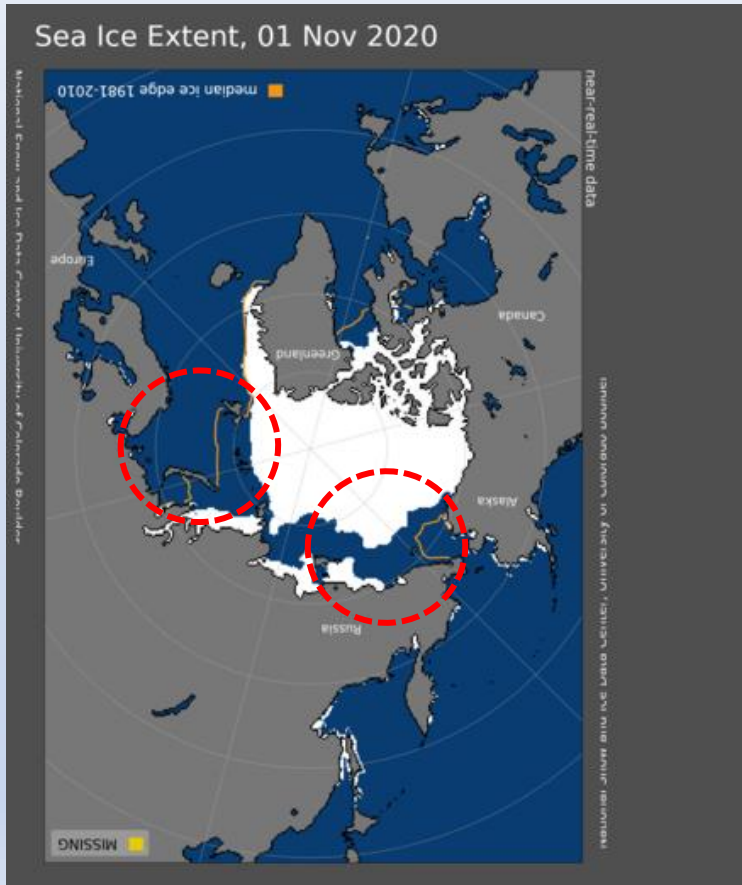 Sea Ice Extent, 01 Nov 2020
median ice edge 1981-2010
near-real-time data
Europe
Canada
Greenland
Alaska
Russia
MISSING